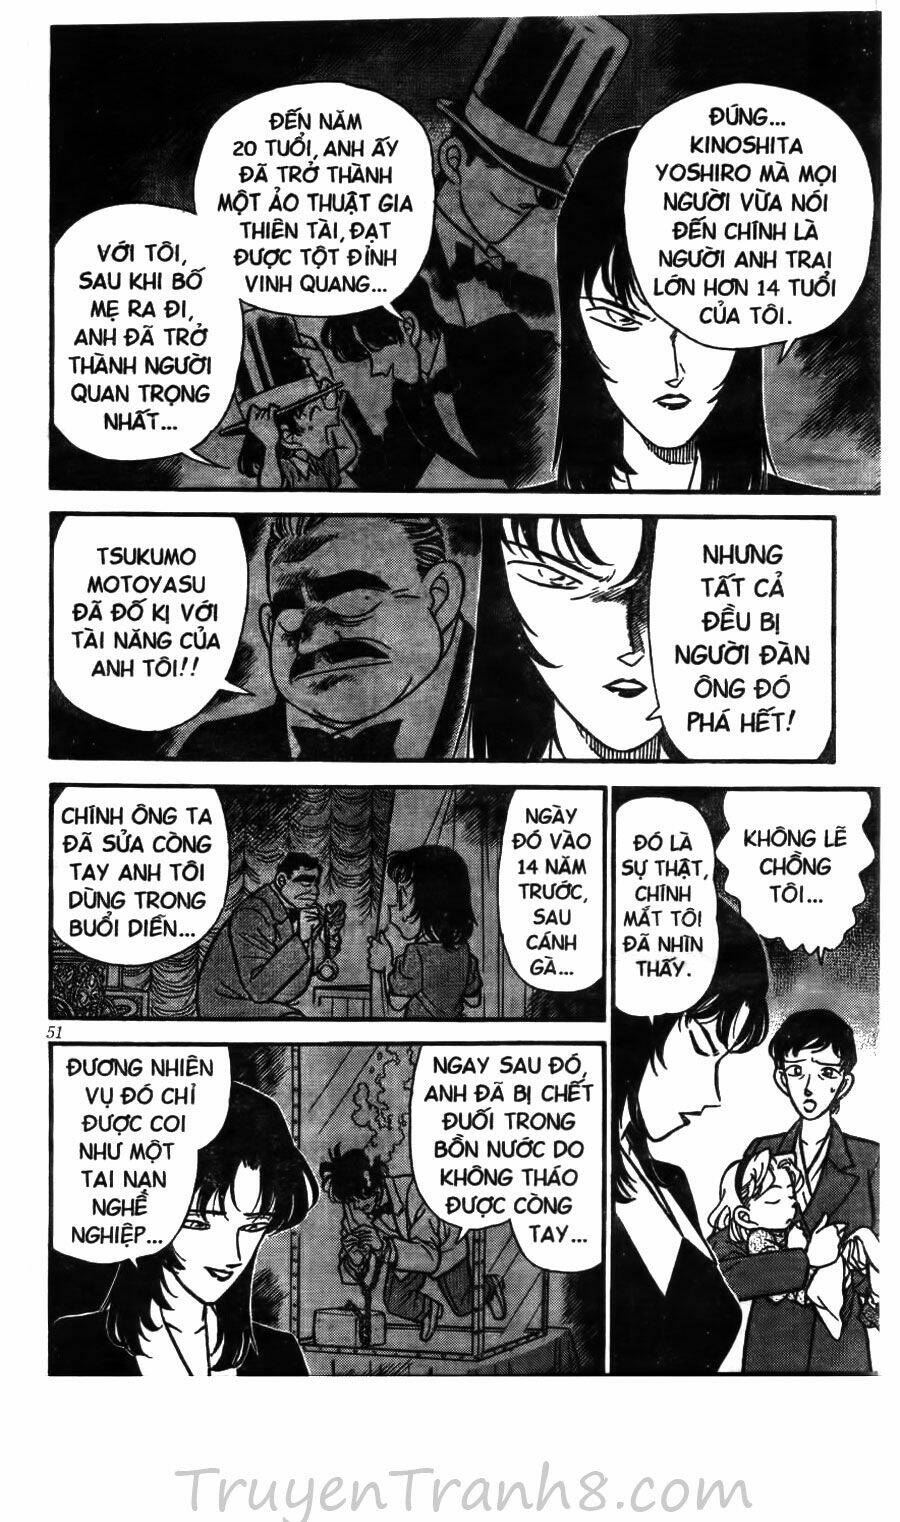 ĐÚNG...
KINOSHITA
YOSHIRO MÀ MỌI
NGƯỜI VỪA NÓI
ĐẾN CHÍNH LÀ
NGƯỜI ANH TRAI
LỚN HƠN 14 TUỔI
CỦA TÔI.
ĐẾN NĂM
20 TUỔI, ANH ẤY
ĐÃ TRỞ THÀNH
MỘT ẢO THUẬT GIA
THIÊN TÀI, ĐẠT
ĐƯỢC TỘT ĐỈNH
VINH QUANG...
VỚI TÔI,
SAU KHI BỐ
MẸ RA ĐI,
ANH ĐÃ TRỞ
THÀNH NGƯỜI
QUAN TRỌNG
NHẤT...
NHƯNG
TẤT CẢ
ĐỀU BỊ
NGƯỜI ĐÀN
ÔNG ĐÓ
PHÁ HẾT!
TSUKUMO
MOTOYASU
ĐÃ ĐỐ KỊ VỚI
TÀI NĂNG CỦA
ANH TÔI!!
KHÔNG LẼ
CHỒNG
TÔI...
ĐÓ LÀ
SỰ THẬT,
CHÍNH
MẮT TÔI
ĐÃ NHÌN
THẤY.
NGÀY
ĐÓ VÀO
14 NĂM
TRƯỚC,
SAU
CÁNH
GÀ...
CHÍNH ÔNG TA
ĐÃ SỬA CÒNG
TAY ANH TÔI
DÙNG TRONG
BUỔI DIỄN...
51
NGAY SAU ĐÓ,
ANH ĐÃ BỊ CHẾT
ĐUỐI TRONG
BỒN NƯỚC DO
KHÔNG THÁO
ĐƯỢC CÒNG
TAY...
ĐƯƠNG NHIÊN
VỤ ĐÓ CHỈ
ĐƯỢC COI
NHƯ MỘT
TAI NẠN
NGHỀ
NGHIỆP...
TruyenTranh8.com